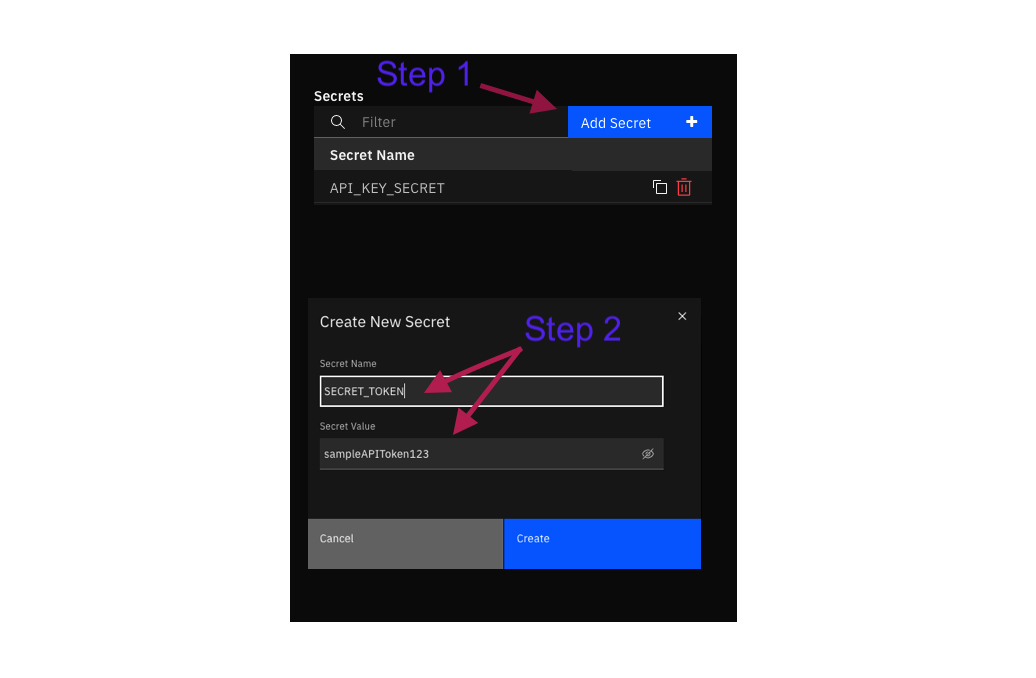 Step 1
Secrets
Filter
Add Secret +
Secret Name
API_KEY_SECRET
Create New Secret
Step 2
Secret Name
SECRET_TOKEN
Secret Value
sampleAPIToken123
Cancel
Create